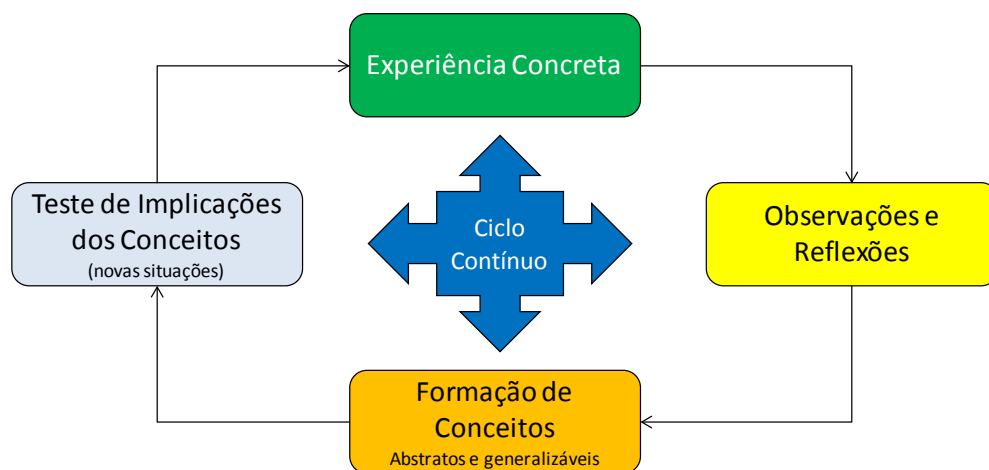 Experiência Concreta
Observações e
Reflexões
Formação de
Conceitos
Abstratos e generalizáveis
Teste de Implicações
dos Conceitos
(novas situações)
Ciclo
Contínuo